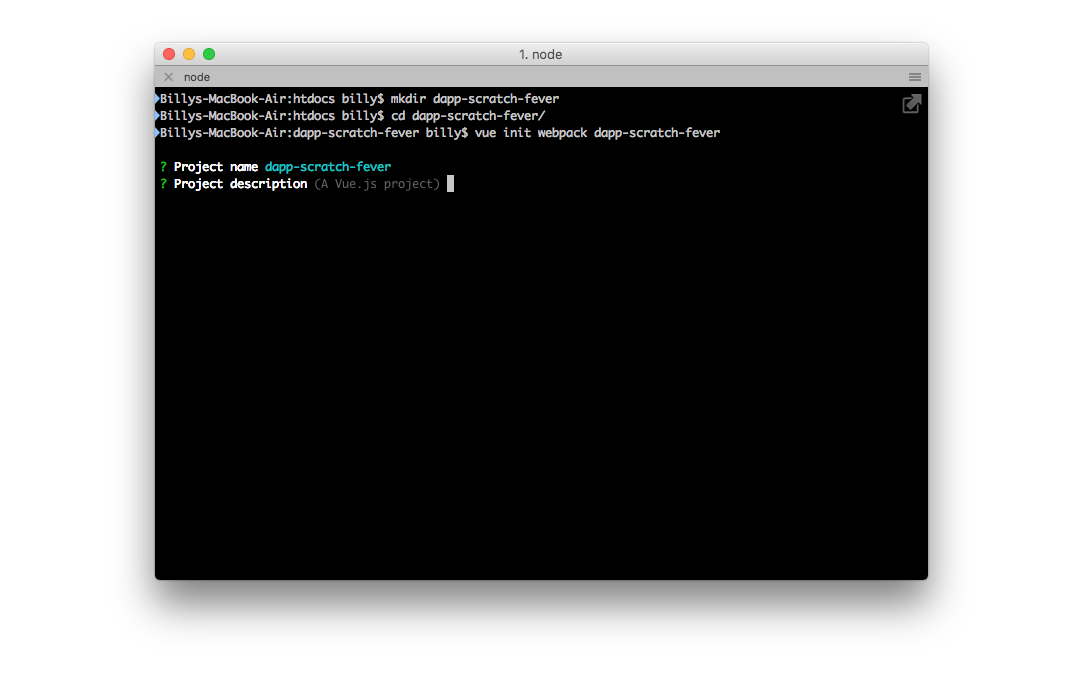 1. node
node
Billys-MacBook-Air:htdocs billy$ mkdir dapp-scratch-fever
Billys-MacBook-Air:htdocs billy$ cd dapp-scratch-fever/
Billys-MacBook-Air:dapp-scratch-fever billy$ vue init webpack dapp-scratch-fever
? Project name dapp-scratch-fever
? Project description (A Vue.js project)